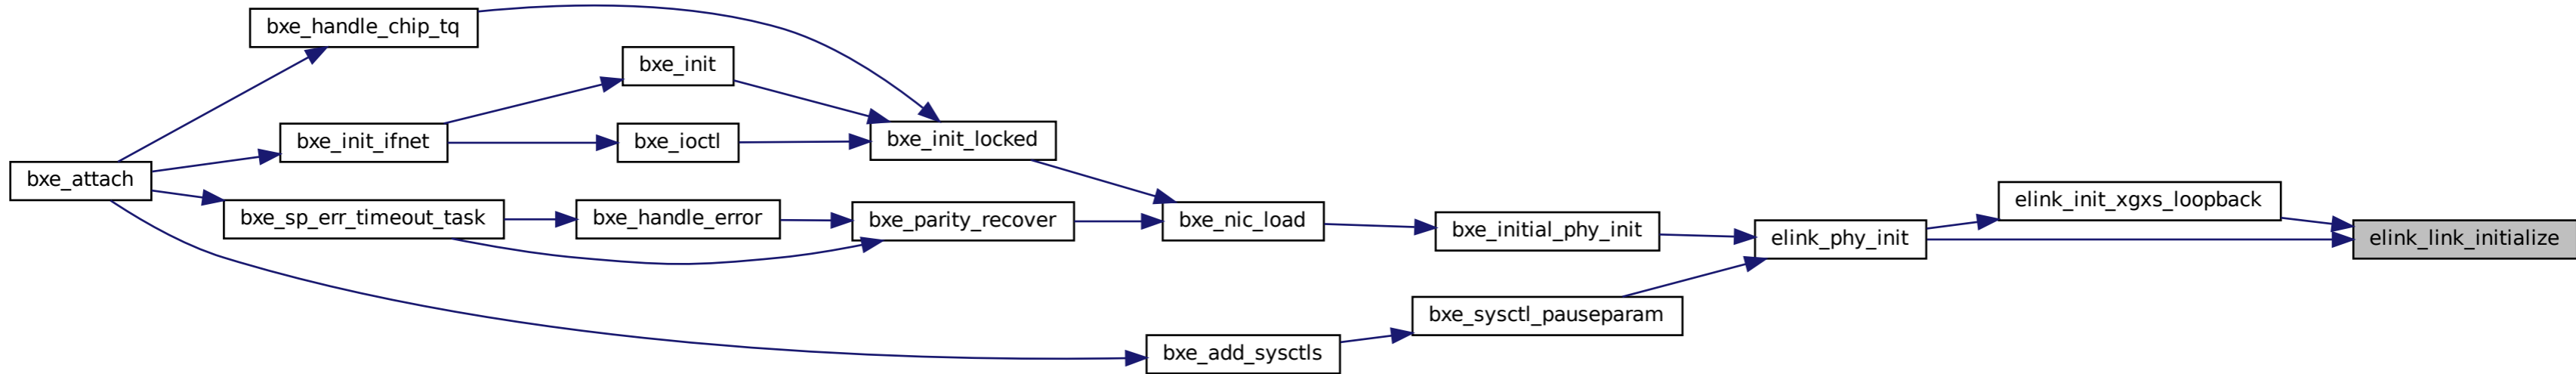 bxe_handle_chip_tq
bxe_init
bxe_init_ifnet
bxe_ioctl
bxe_init_locked
bxe_attach
bxe_sp_err_timeout_task
bxe_handle_error
bxe_parity_recover
bxe_nic_load
bxe_initial_phy_init
elink_phy_init
elink_init_xgxs_loopback
elink_link_initialize
bxe_sysctl_pauseparam
bxe_add_sysctls